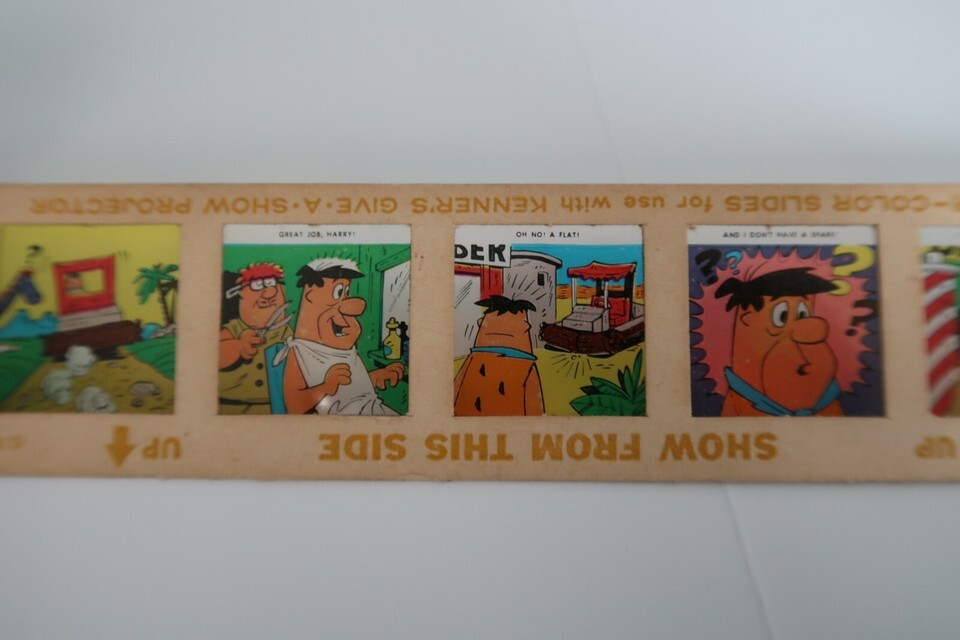 -COLOR SLIDES for use with KENNER'S GIVE·A·SHOW PROJECTOR
GREAT JOB, HARRY!
OH NO! A FLAT!
AND I DON'T HAVE A SPARE!
DER
UP
SHOW FROM THIS SIDE
UP